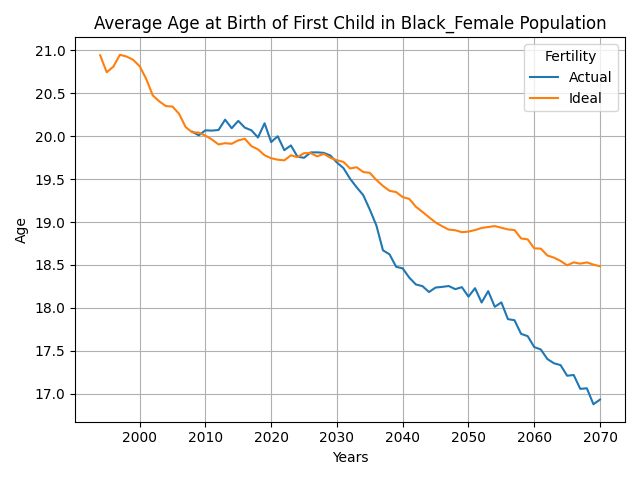 Average Age at Birth of First Child in Black_Female Population
Fertility
Actual
Ideal
Age
21.0
20.5
20.0
19.5
19.0
18.5
18.0
17.5
17.0
2000 2010 2020 2030 2040 2050 2060 2070
Years